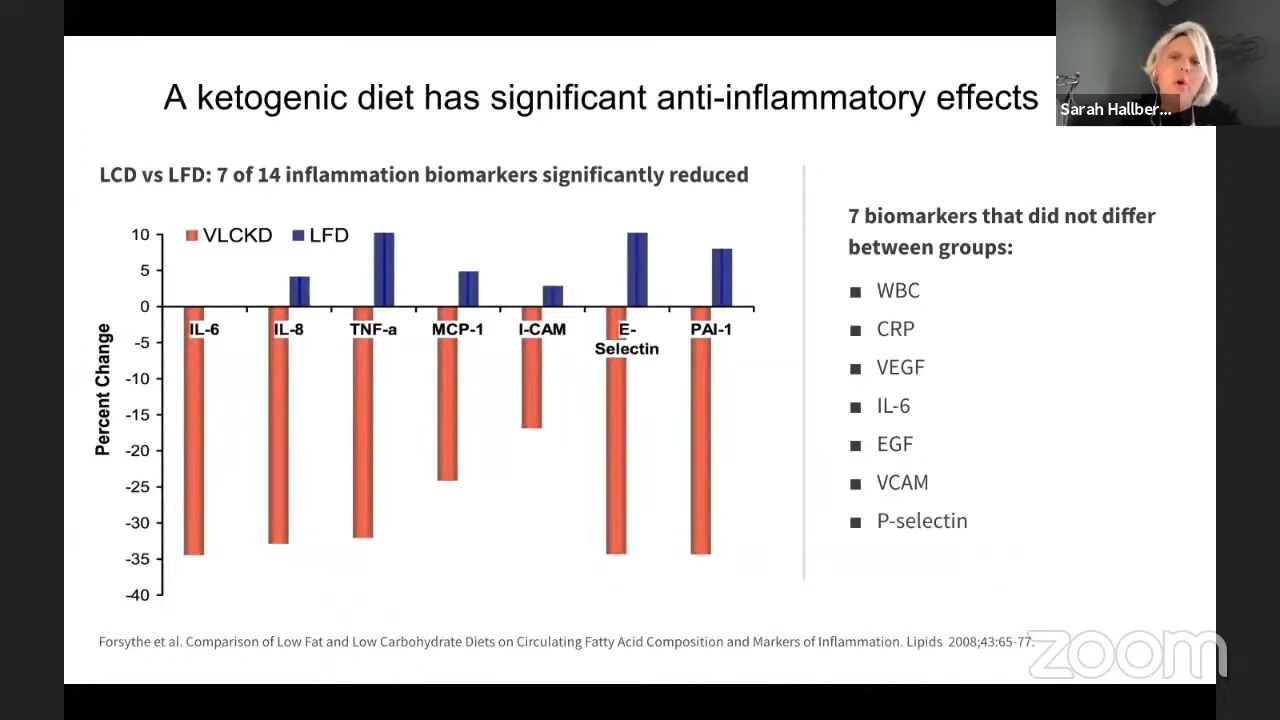 A ketogenic diet has significant anti-inflammatory effects
Sarah Hallber...
LCD vs LFD: 7 of 14 inflammation biomarkers significantly reduced
VLCKD LFD
Percent Change
10
5
0
-5
-10
-15
-20
-25
-30
-35
-40
IL-6 IL-8 TNF-a MCP-1 I-CAM E- PAI-1
Selectin
7 biomarkers that did not differ
between groups:
■ WBC
■ CRP
■ VEGF
■ IL-6
■ EGF
■ VCAM
■ P-selectin
Forsythe et al. Comparison of Low Fat and Low Carbohydrate Diets on Circulating Fatty Acid Composition and Markers of Inflammation. Lipids 2008;43:65-77.
zoom